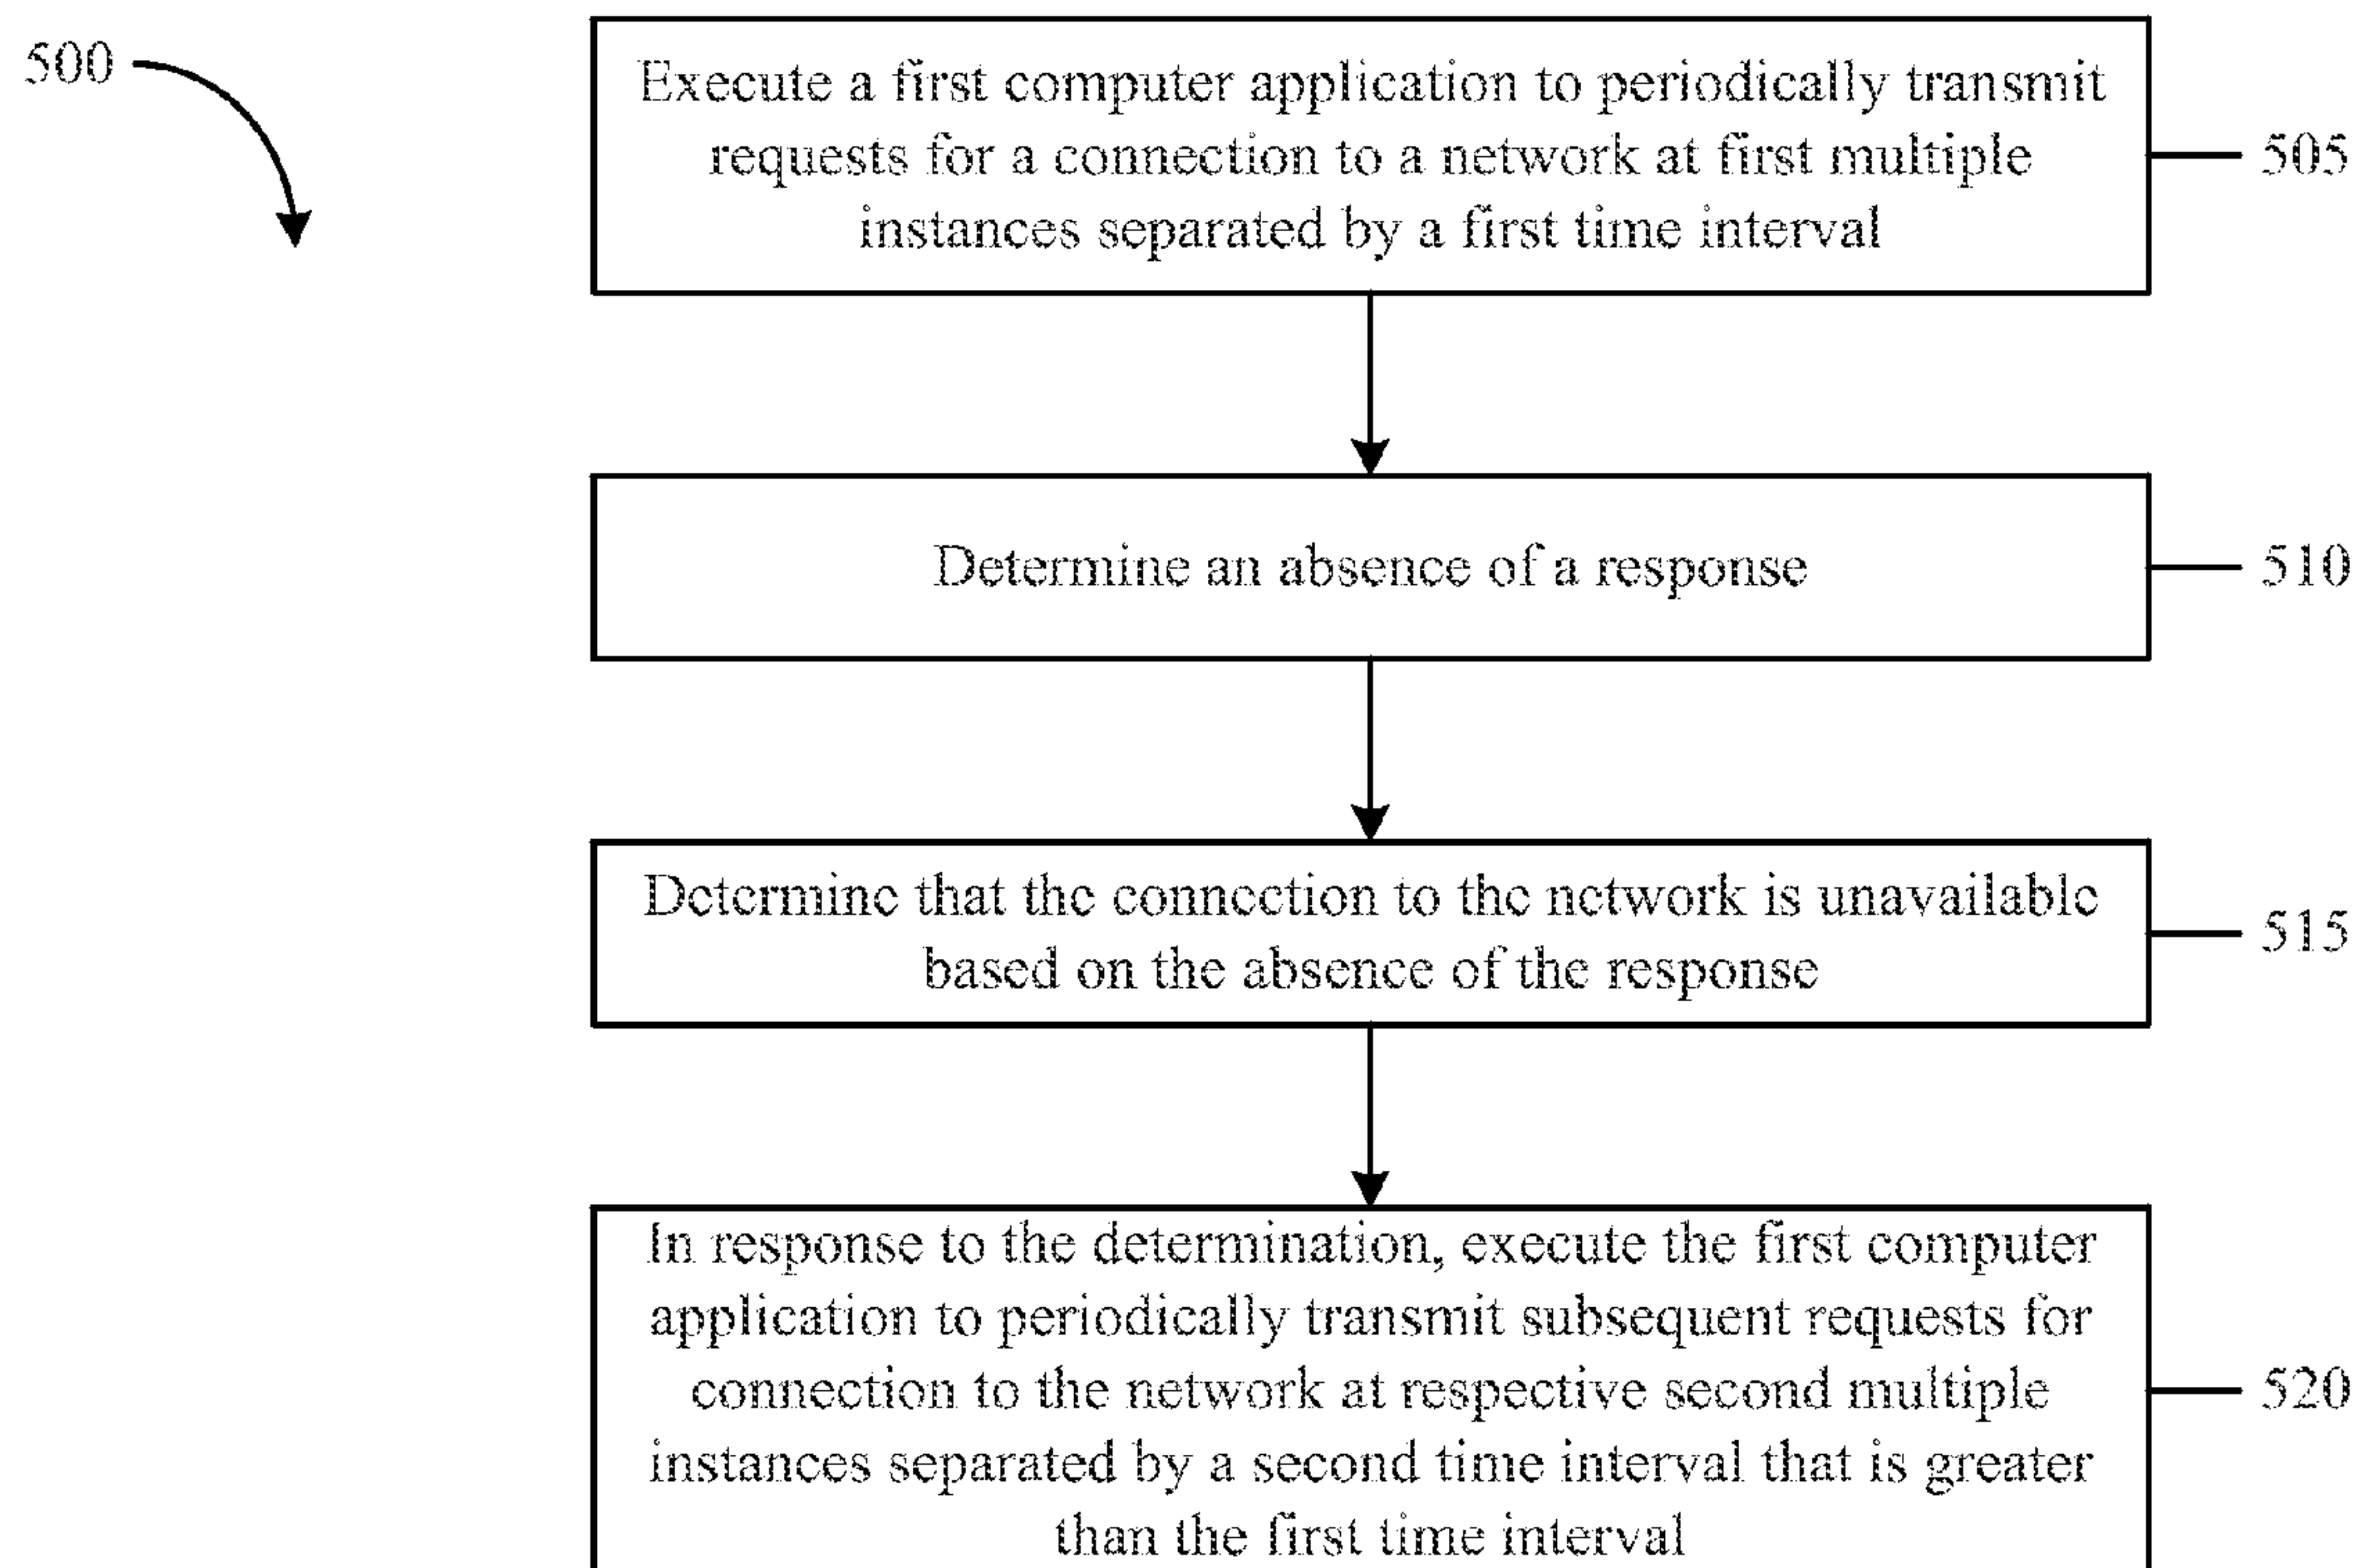 500
Execute a first computer application to periodically transmit
requests for a connection to a network at first multiple
instances separated by a first time interval
505
Determine an absence of a response
510
Determine that the connection to the network is unavailable
based on the absence of the response
515
In response to the determination, execute the first computer
application to periodically transmit subsequent requests for
connection to the network at respective second multiple
instances separated by a second time interval that is greater
than the first time interval
520